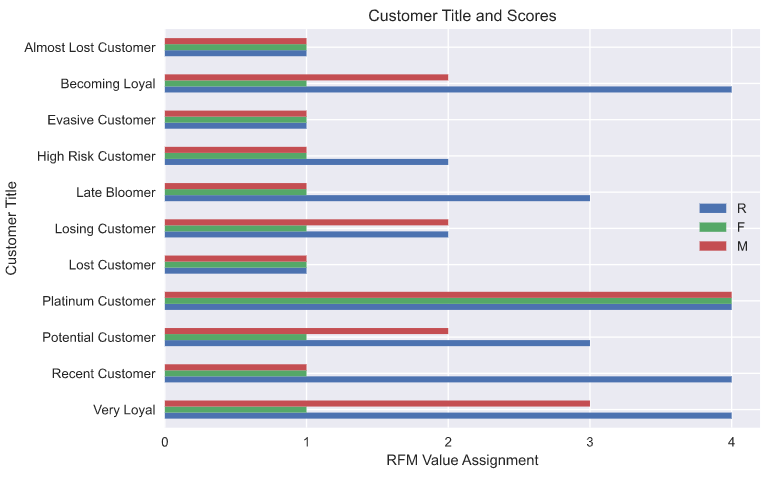 Customer Title and Scores
Customer Title
Almost Lost Customer
Becoming Loyal
Evasive Customer
High Risk Customer
Late Bloomer
Losing Customer
Lost Customer
Platinum Customer
Potential Customer
Recent Customer
Very Loyal
R
F
M
0 1 2 3 4
RFM Value Assignment